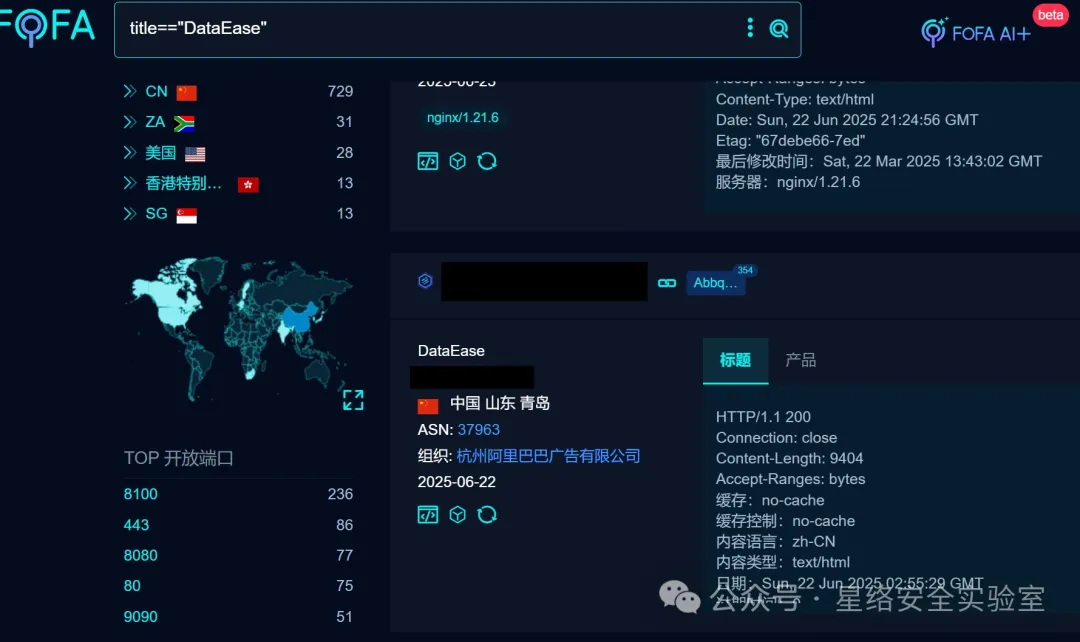 FOFA
title=="DataEase"
FOFA AI+
beta
CN
729
ZA
31
美国
28
香港特别...
13
SG
13
TOP 开放端口
8100
236
443
86
8080
77
80
75
9090
51
2025-06-23
nginx/1.21.6
Accept-Ranges: bytes
Content-Type: text/html
Date: Sun, 22 Jun 2025 21:24:56 GMT
Etag: "67debe66-7ed"
最后修改时间：Sat, 22 Mar 2025 13:43:02 GMT
服务器：nginx/1.21.6
Abbq...
354
DataEase
中国 山东 青岛
ASN: 37963
组织: 杭州阿里巴巴广告有限公司
2025-06-22
标题
产品
HTTP/1.1 200
Connection: close
Content-Length: 9404
Accept-Ranges: bytes
缓存：no-cache
缓存控制：no-cache
内容语言：zh-CN
内容类型：text/html
日期：Sun, 22 Jun 2025 02:55:29 GMT
公众号 · 星络安全实验室